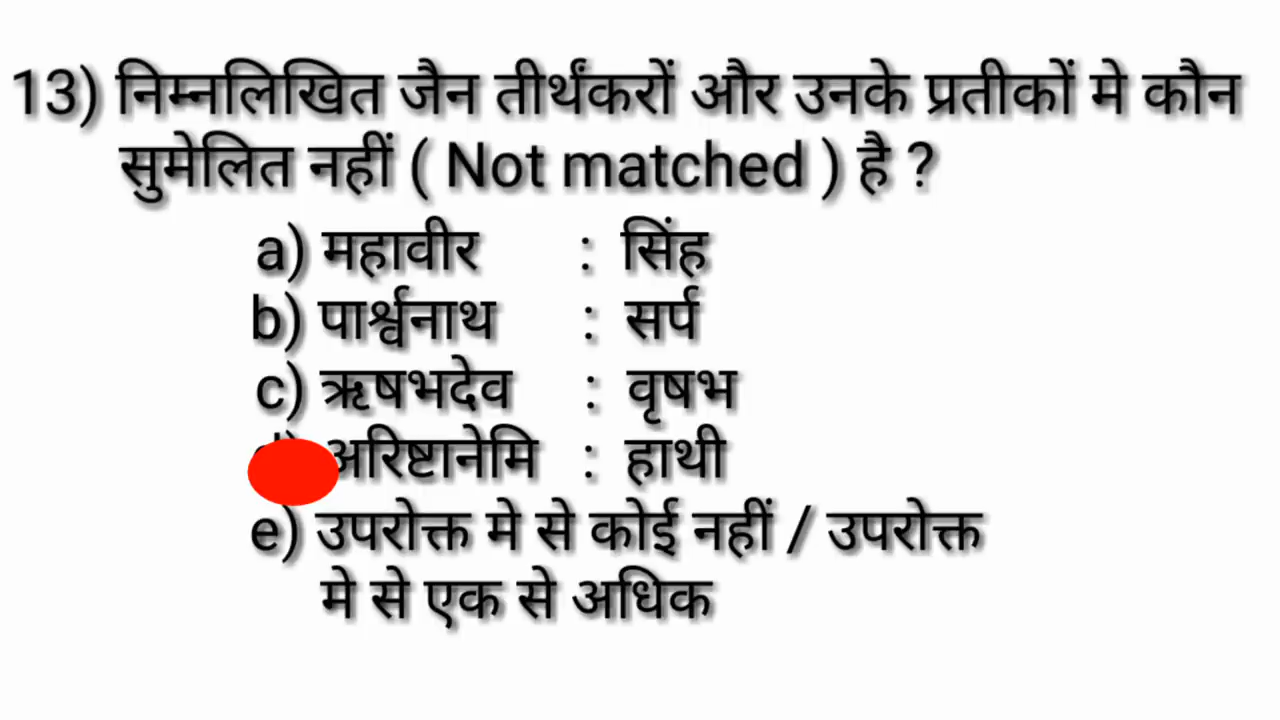 13) निम्नलिखित जैन तीर्थंकरों और उनके प्रतीकों मे कौन
सुमेलित नहीं ( Not matched ) है ?
a) महावीर : सिंह
b) पार्श्वनाथ : सर्प
c) ऋषभदेव : वृषभ
d) अरिष्टानेमि : हाथी
e) उपरोक्त मे से कोई नहीं / उपरोक्त
मे से एक से अधिक